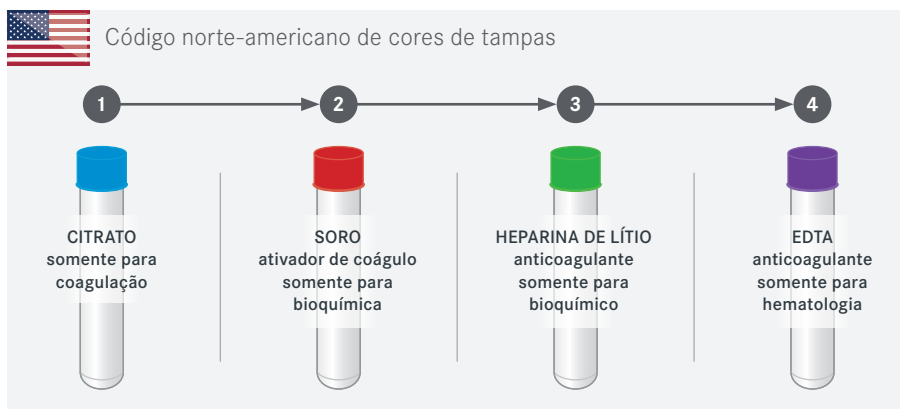 Código norte-americano de cores de tampas
1
2
3
4
CITRATO
somente para
coagulação
SORO
ativador de coágulo
somente para
bioquímica
HEPARINA DE LÍTIO
anticoagulante
somente para
bioquímico
EDTA
anticoagulante
somente para
hematologia